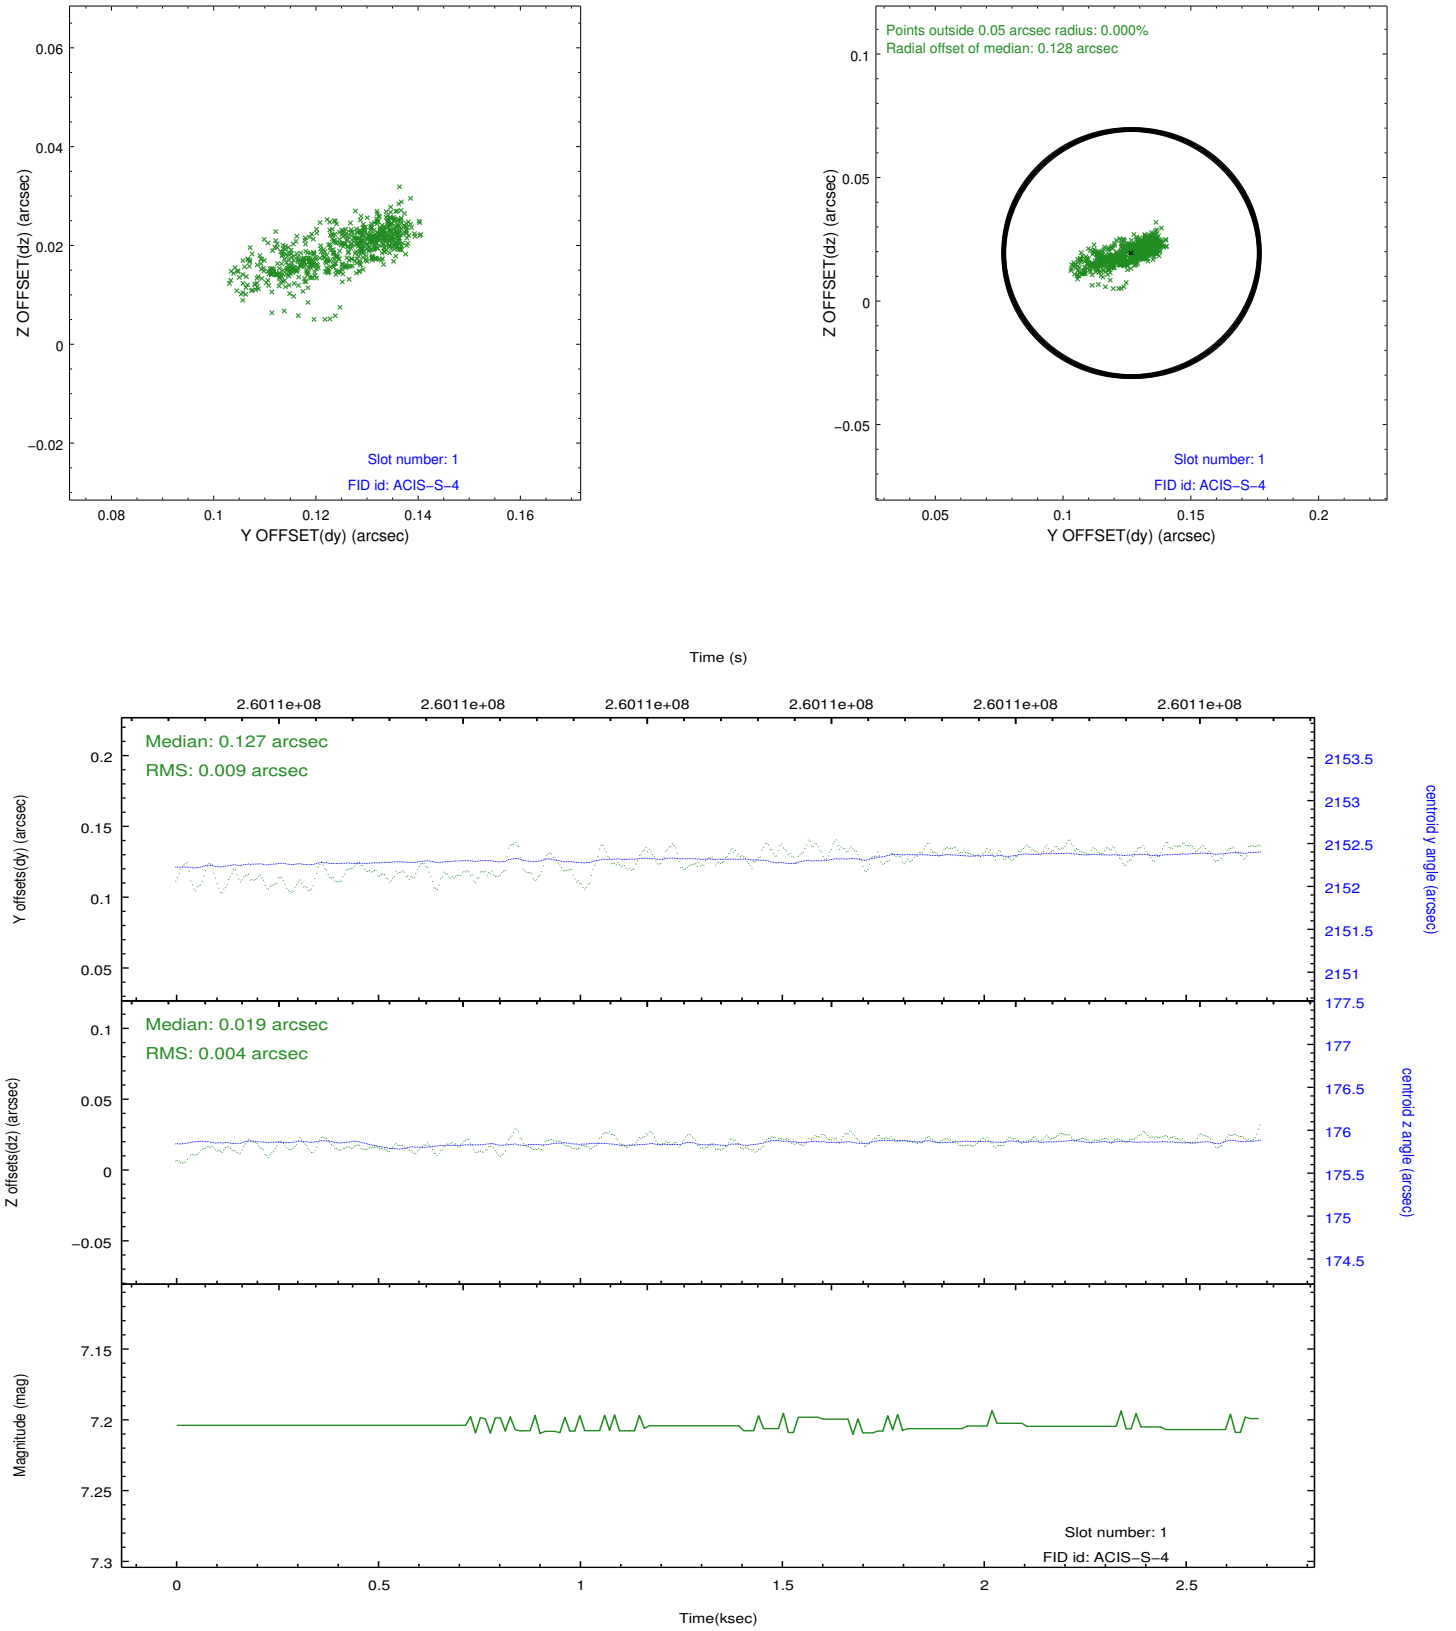 0.06
0.04
0.02
0
−0.02
Z OFFSET(dz) (arcsec)
Slot number: 1
FID id: ACIS−S−4
0.08
0.1
0.12
0.14
0.16
Y OFFSET(dy) (arcsec)
Points outside 0.05 arcsec radius: 0.000%
Radial offset of median: 0.128 arcsec
0.1
0.05
0
−0.05
Z OFFSET(dz) (arcsec)
Slot number: 1
FID id: ACIS−S−4
0.05
0.1
0.15
0.2
Y OFFSET(dy) (arcsec)
Time (s)
2.6011e+08
2.6011e+08
2.6011e+08
2.6011e+08
2.6011e+08
2.6011e+08
Median: 0.127 arcsec
RMS: 0.009 arcsec
0.2
0.15
0.1
0.05
Y offsets(dy) (arcsec)
2153.5
2153
2152.5
2152
2151.5
2151
centroid y angle (arcsec)
Median: 0.019 arcsec
RMS: 0.004 arcsec
0.1
0.05
0
−0.05
Z offsets(dz) (arcsec)
177.5
177
176.5
176
175.5
175
174.5
centroid z angle (arcsec)
7.15
7.2
7.25
7.3
Magnitude (mag)
Slot number: 1
FID id: ACIS−S−4
0
0.5
1
1.5
2
2.5
Time(ksec)